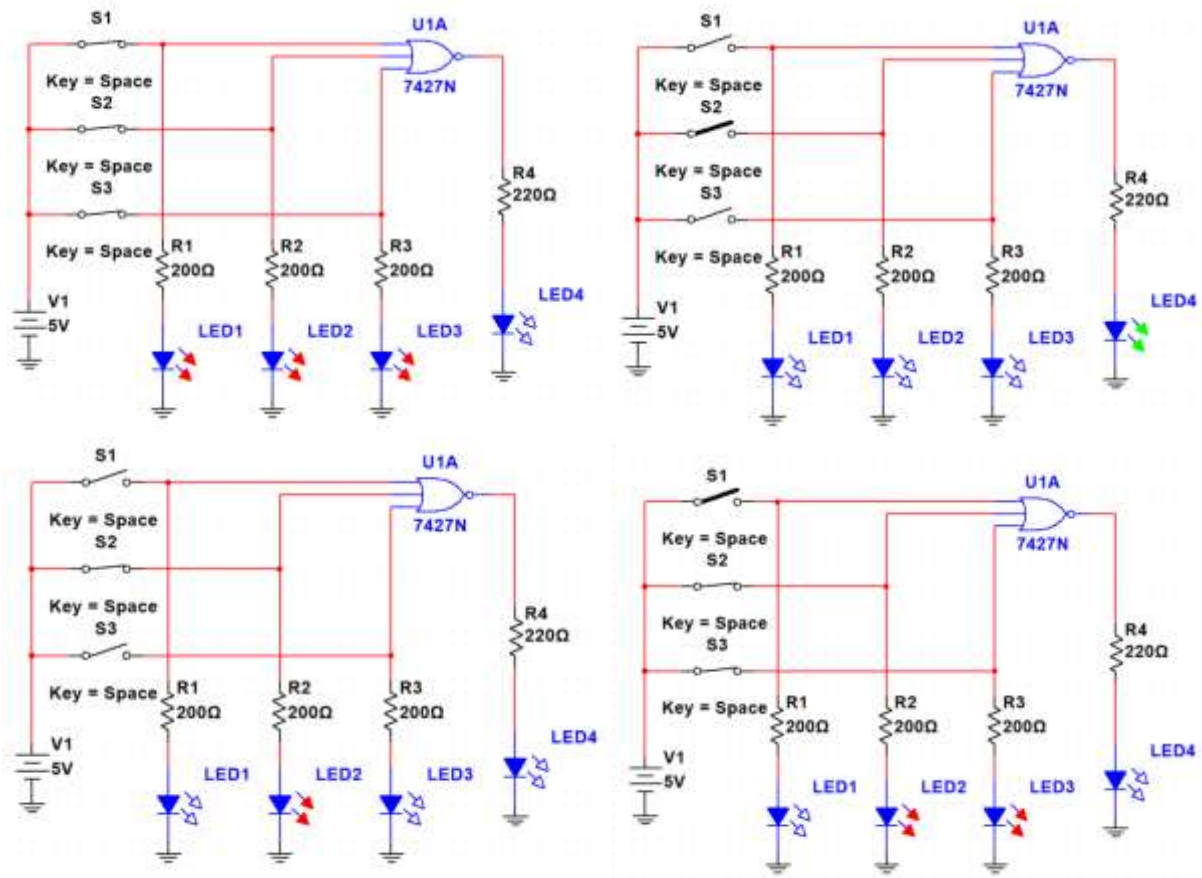 S1
U1A
7427N
Key = Space
S2
Key = Space
S3
Key = Space
R4
220Ω
R1
200Ω
R2
200Ω
R3
200Ω
V1
5V
LED1
LED2
LED3
LED4
S1
U1A
7427N
Key = Space
S2
Key = Space
S3
Key = Space
R4
220Ω
R1
200Ω
R2
200Ω
R3
200Ω
V1
5V
LED1
LED2
LED3
LED4
S1
U1A
7427N
Key = Space
S2
Key = Space
S3
Key = Space
R4
220Ω
R1
200Ω
R2
200Ω
R3
200Ω
V1
5V
LED1
LED2
LED3
LED4
S1
U1A
7427N
Key = Space
S2
Key = Space
S3
Key = Space
R4
220Ω
R1
200Ω
R2
200Ω
R3
200Ω
V1
5V
LED1
LED2
LED3
LED4